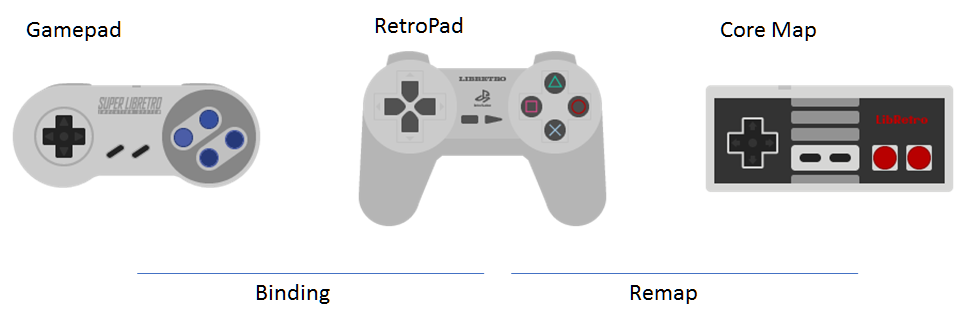 Gamepad
RetroPad
Core Map
SUPER LIBRETRO
LIBRETRO
LibRetro
Binding
Remap